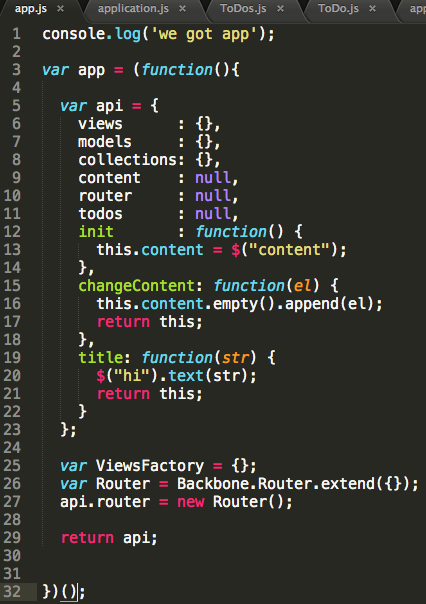 app.js × application.js × ToDos.js × ToDo.js × app
1 console.log('we got app');
2
3 var app = (function(){
4
5   var api = {
6     views      : {},
7     models     : {},
8     collections: {},
9     content    : null,
10     router     : null,
11     todos      : null,
12     init       : function() {
13       this.content = $("content");
14     },
15     changeContent: function(el) {
16       this.content.empty().append(el);
17       return this;
18     },
19     title: function(str) {
20       $("hi").text(str);
21       return this;
22     }
23   };
24
25   var ViewsFactory = {};
26   var Router = Backbone.Router.extend({});
27   api.router = new Router();
28
29   return api;
30
31
32 })();